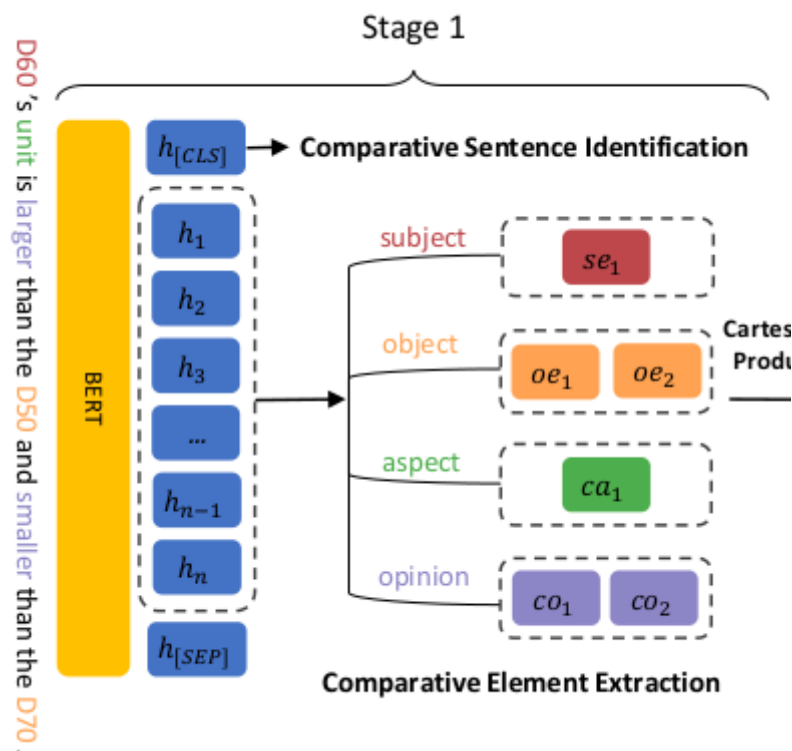 Stage 1
D60 's unit is larger than the D50 and smaller than the D70
BERT
h[CLS]
Comparative Sentence Identification
h1
h2
h3
...
hn−1
hn
h[SEP]
subject
se1
object
oe1 oe2
aspect
ca1
opinion
co1 co2
Comparative Element Extraction